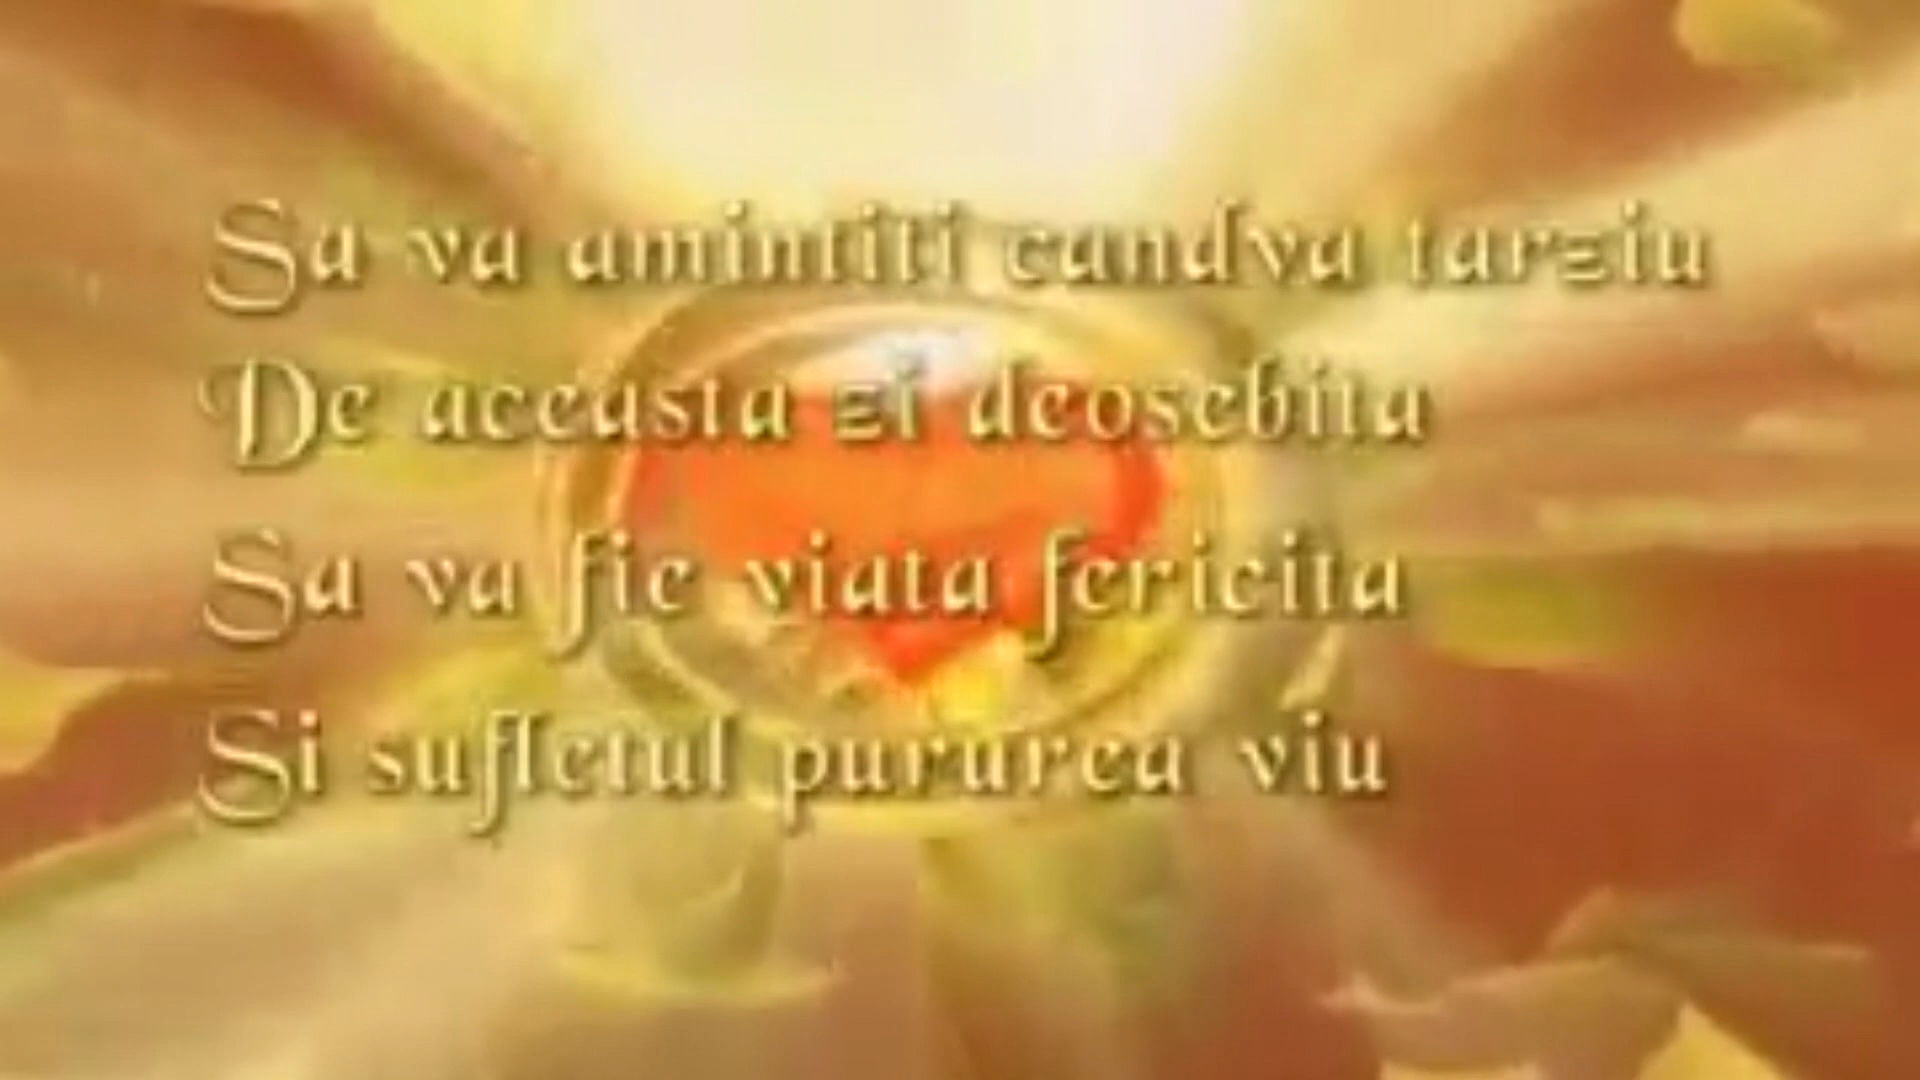 Sa va amintiti candva tarziu
De aceasta zi deosebita
Sa va fie viata fericita
Si sufletul pururea viu